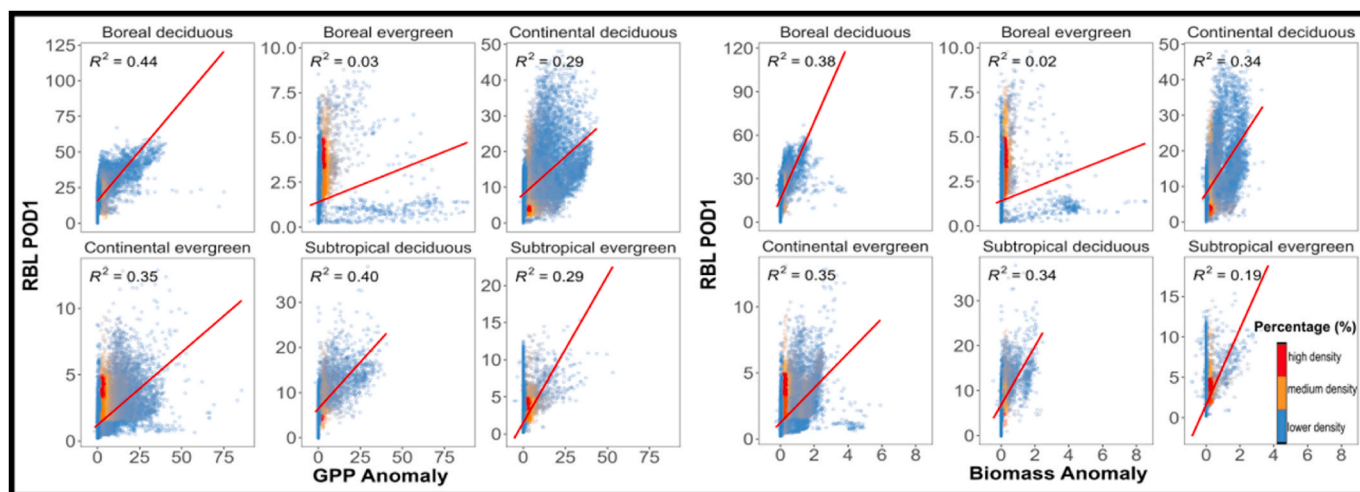 Boreal deciduous
Boreal evergreen
Continental deciduous
Boreal deciduous
Boreal evergreen
Continental deciduous
R² = 0.44
R² = 0.03
R² = 0.29
R² = 0.38
R² = 0.02
R² = 0.34
125
100
75
50
25
0
10.0
7.5
5.0
2.5
0.0
50
40
30
20
10
0
120
90
60
30
0
10.0
7.5
5.0
2.5
0.0
50
40
30
20
10
0
RBL POD1
RBL POD1
Continental evergreen
Subtropical deciduous
Subtropical evergreen
Continental evergreen
Subtropical deciduous
Subtropical evergreen
R² = 0.35
R² = 0.40
R² = 0.29
R² = 0.35
R² = 0.34
R² = 0.19
10
5
0
30
20
10
0
20
15
10
5
0
10
5
0
30
20
10
0
15
10
5
0
Percentage (%)
high density
medium density
lower density
0 25 50 75
0 25 50 75
0 25 50 75
0 2 4 6 8
0 2 4 6 8
0 2 4 6 8
GPP Anomaly
Biomass Anomaly